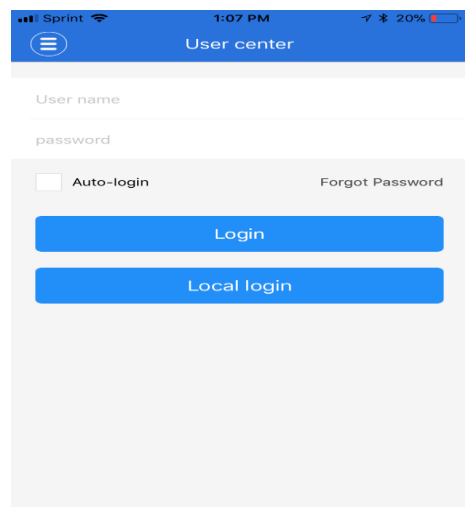 Sprint 1:07 PM 20%
User center
User name
password
Auto-login Forgot Password
Login
Local login